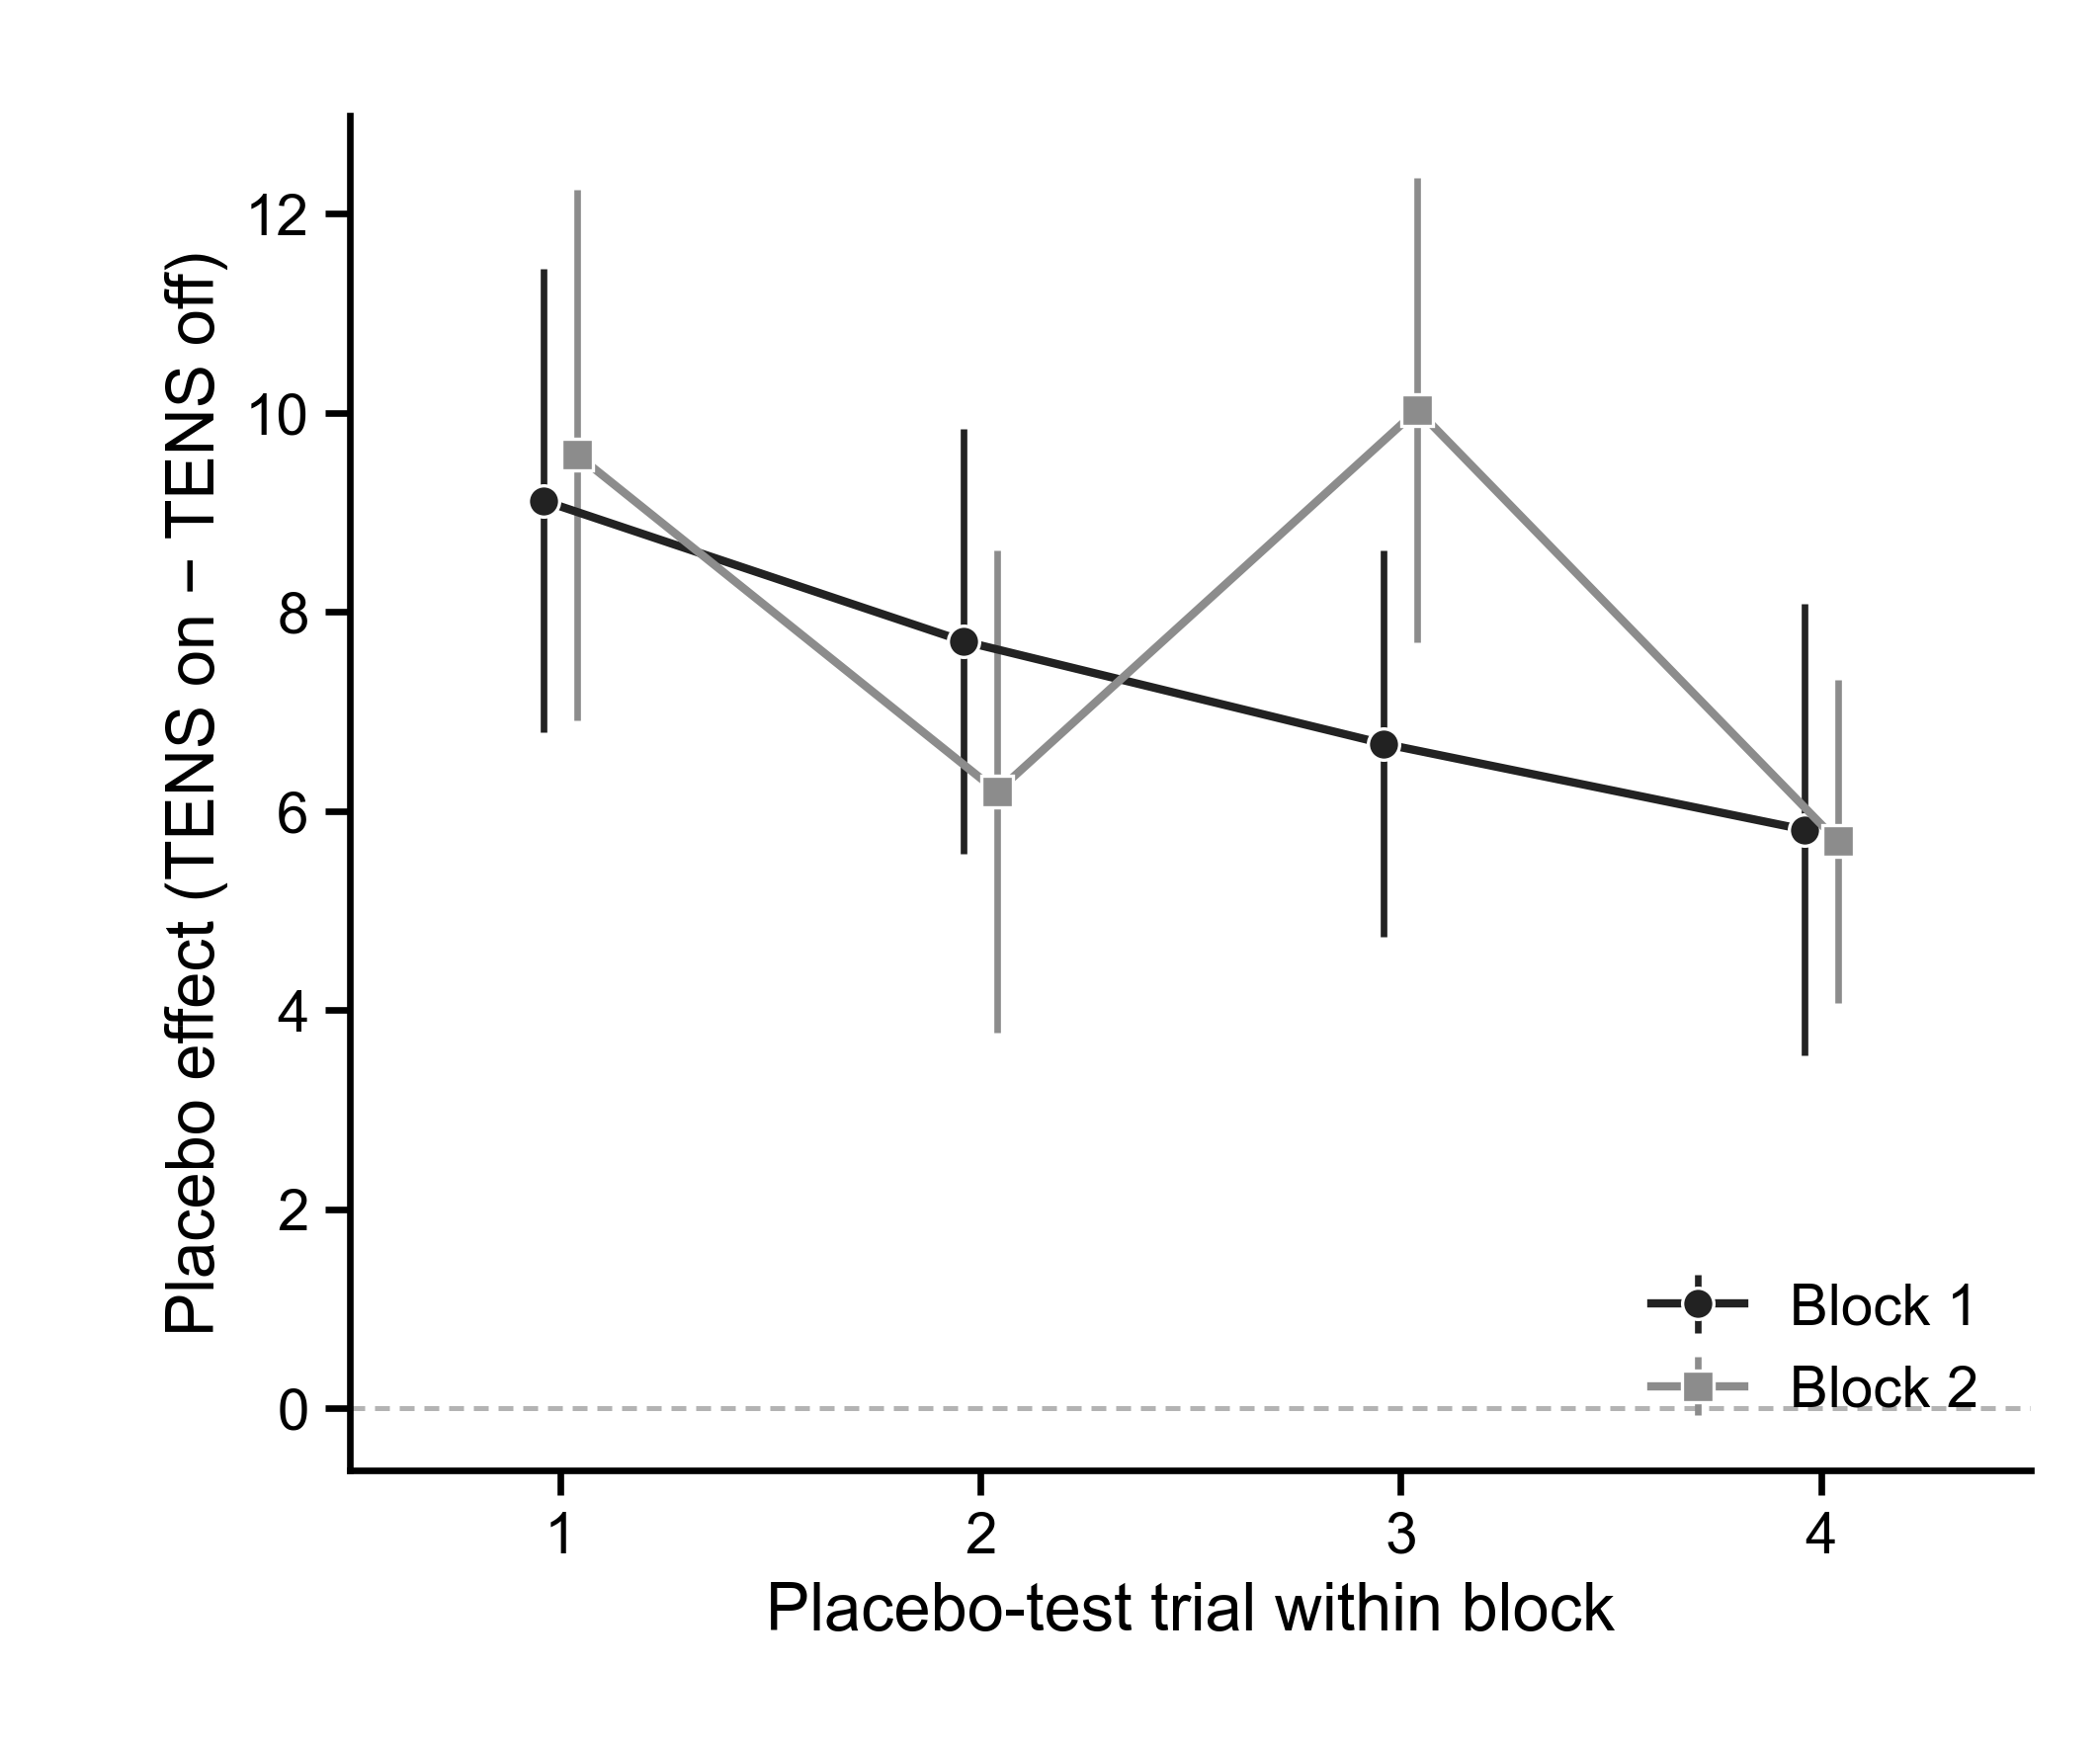 Placebo effect (TENS on − TENS off)
12
10
8
6
4
2
0
Block 1
Block 2
1 2 3 4
Placebo-test trial within block